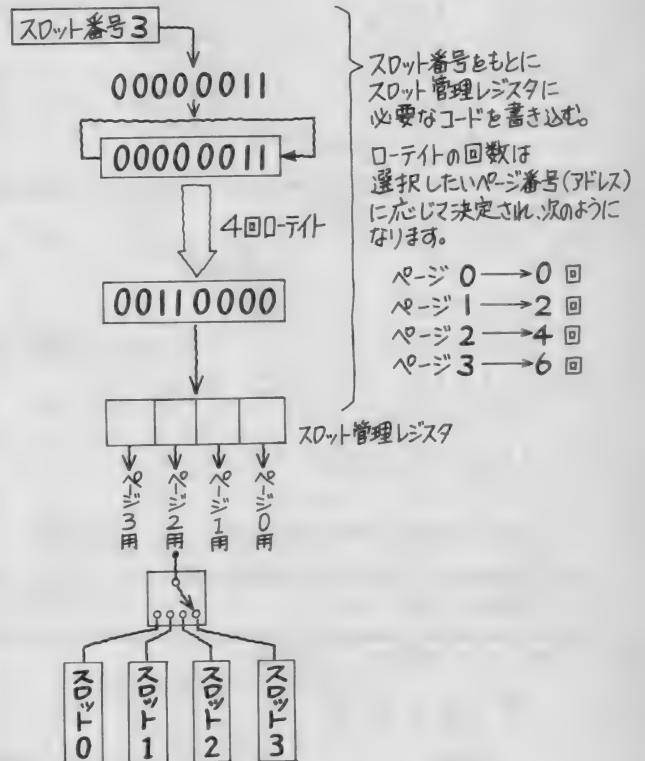 スロット番号3
00000011
00000011
4回ローテイト
00110000
スロット番号をもとに
スロット管理レジスタに
必要なコードを書き込む。
ローテイトの回数は
選択したいページ番号(アドレス)
に応じて決定され、次のように
なります。
ページ 0→0 回
ページ 1→2 回
ページ 2→4 回
ページ 3→6 回
スロット管理レジスタ
ページ3用
ページ2用
ページ1用
ページ0用
スロット0
スロット1
スロット2
スロット3